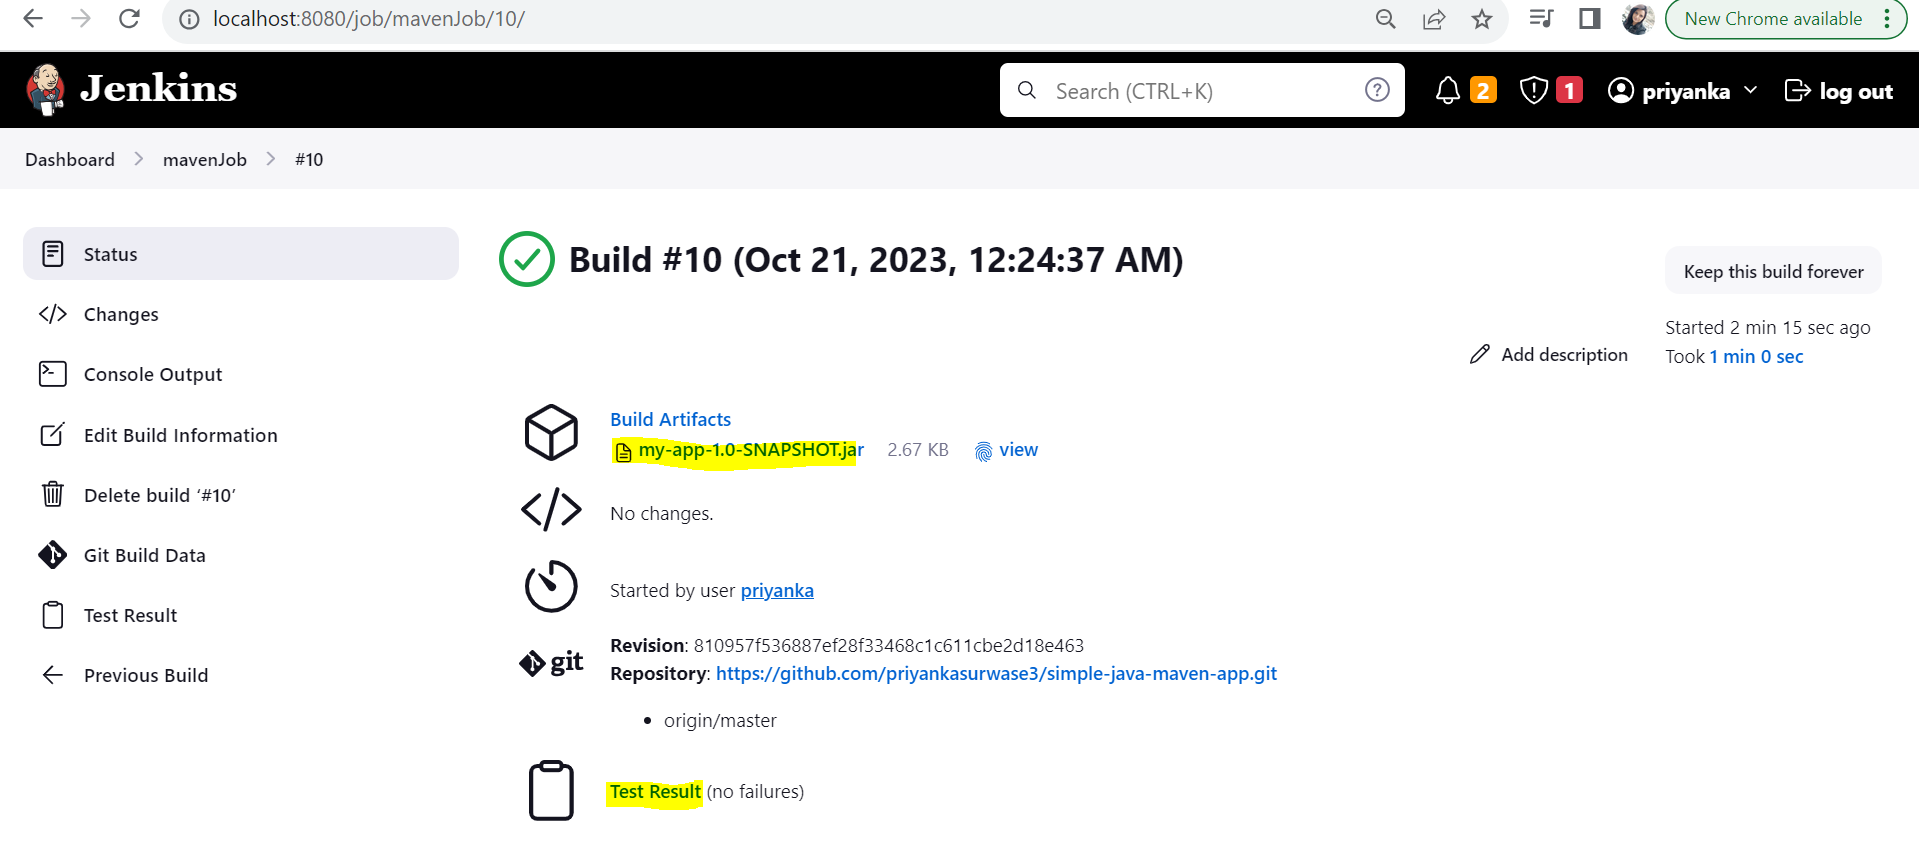 localhost:8080/job/mavenJob/10/
New Chrome available
Jenkins
Search (CTRL+K)
2
1
priyanka
log out
Dashboard
mavenJob
#10
Status
Changes
Console Output
Edit Build Information
Delete build ‘#10’
Git Build Data
Test Result
Previous Build
Build #10 (Oct 21, 2023, 12:24:37 AM)
Keep this build forever
Started 2 min 15 sec ago
Add description
Took 1 min 0 sec
Build Artifacts
my-app-1.0-SNAPSHOT.jar 2.67 KB view
No changes.
Started by user priyanka
git
Revision: 810957f536887ef28f33468c1c611cbe2d18e463
Repository: https://github.com/priyankasurwase3/simple-java-maven-app.git
• origin/master
Test Result (no failures)